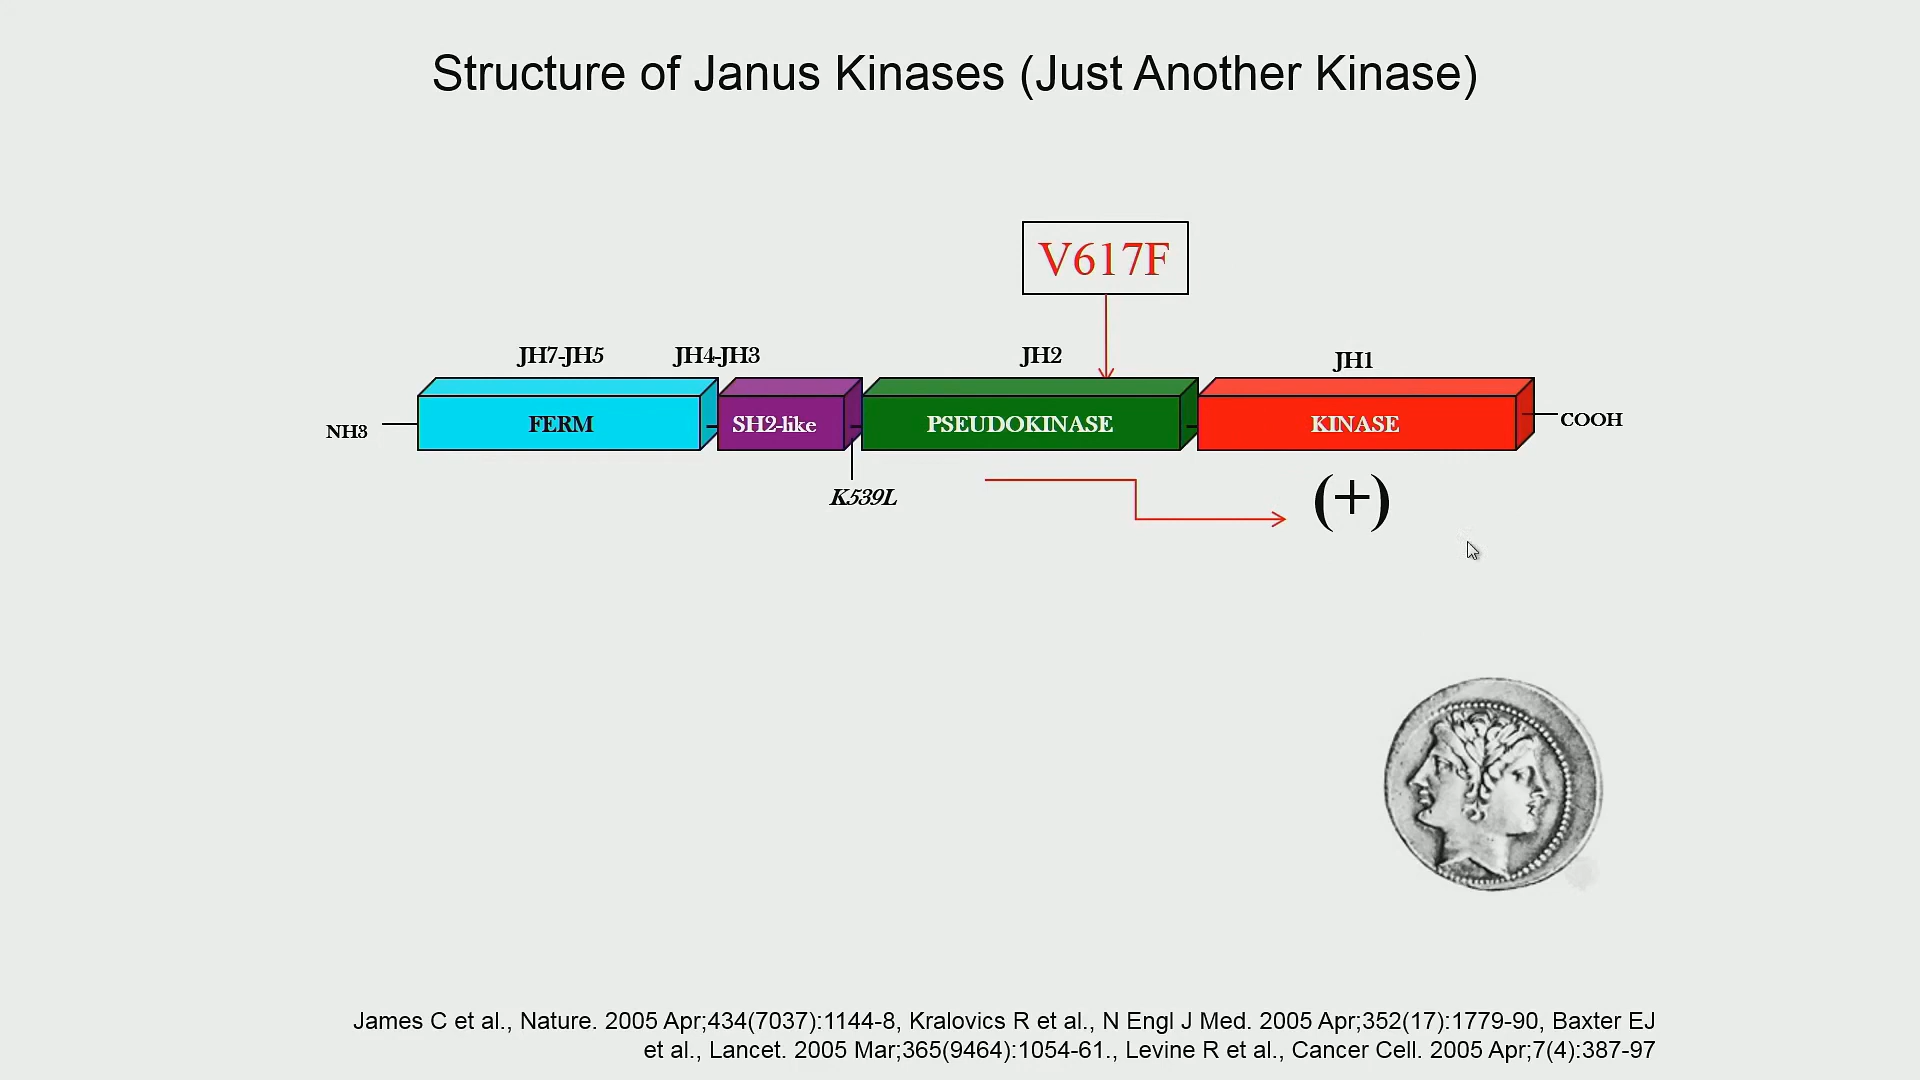 Structure of Janus Kinases (Just Another Kinase)
V617F
JH7-JH5 JH4-JH3 JH2 JH1
NH3 FERM SH2-like PSEUDOKINASE KINASE COOH
K539L (+)
James C et al., Nature. 2005 Apr;434(7037):1144-8, Kralovics R et al., N Engl J Med. 2005 Apr;352(17):1779-90, Baxter EJ
et al., Lancet. 2005 Mar;365(9464):1054-61., Levine R et al., Cancer Cell. 2005 Apr;7(4):387-97